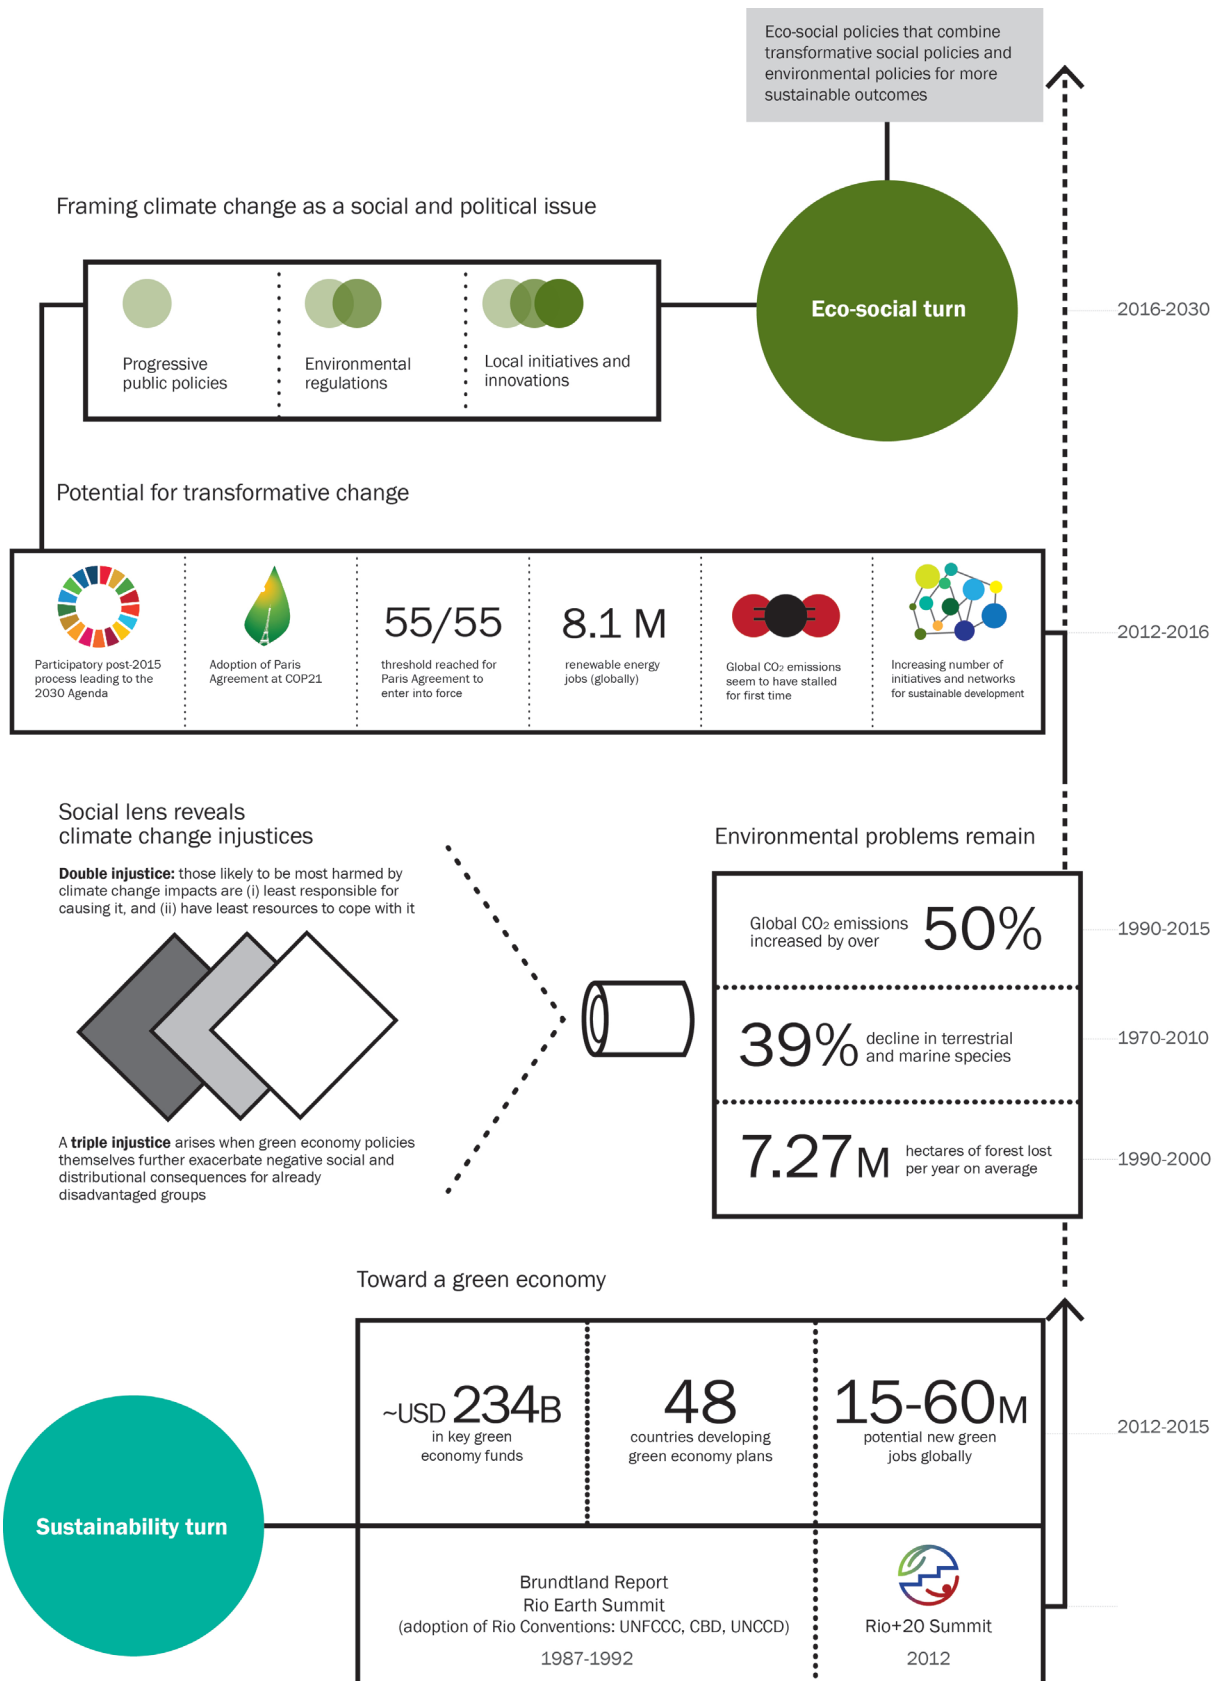 Eco-social policies that combine
transformative social policies and
environmental policies for more
sustainable outcomes
Framing climate change as a social and political issue
Progressive
public policies
Environmental
regulations
Local initiatives and
innovations
Eco-social turn
2016-2030
Potential for transformative change
Participatory post-2015
process leading to the
2030 Agenda
Adoption of Paris
Agreement at COP21
55/55
threshold reached for
Paris Agreement to
enter into force
8.1 M
renewable energy
jobs (globally)
Global CO₂ emissions
seem to have stalled
for first time
Increasing number of
initiatives and networks
for sustainable development
2012-2016
Social lens reveals
climate change injustices
Double injustice: those likely to be most harmed by
climate change impacts are (i) least responsible for
causing it, and (ii) have least resources to cope with it
A triple injustice arises when green economy policies
themselves further exacerbate negative social and
distributional consequences for already
disadvantaged groups
Environmental problems remain
Global CO₂ emissions
increased by over
50%
1990-2015
39%
decline in terrestrial
and marine species
1970-2010
7.27M
hectares of forest lost
per year on average
1990-2000
Toward a green economy
~USD 234B
in key green
economy funds
48
countries developing
green economy plans
15-60M
potential new green
jobs globally
2012-2015
Sustainability turn
Brundtland Report
Rio Earth Summit
(adoption of Rio Conventions: UNFCCC, CBD, UNCCD)
1987-1992
Rio+20 Summit
2012